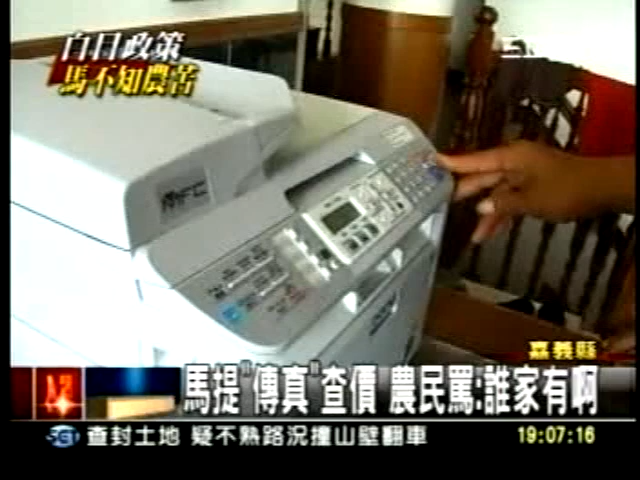 白日政策
馬不知農苦
MFC
嘉義縣
馬提"傳真"查價 農民罵:誰家有啊
查封土地 疑不熟路況撞山壁翻車
19:07:16